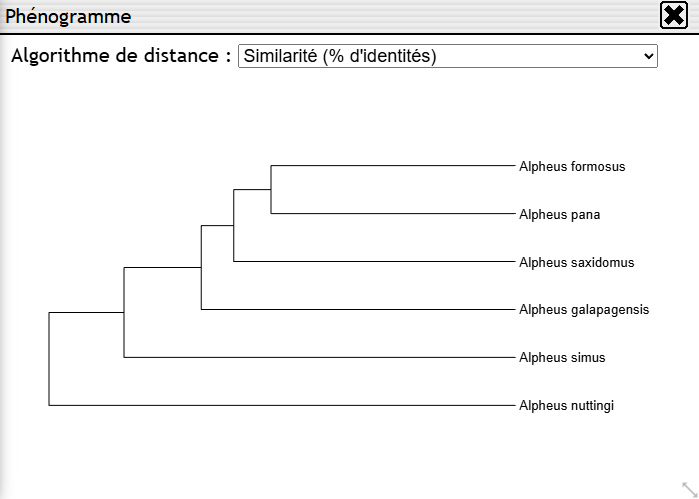 Phénogramme
Algorithme de distance : Similarité (% d'identités)
Alpheus formosus
Alpheus pana
Alpheus saxidomus
Alpheus galapagensis
Alpheus simus
Alpheus nuttingi